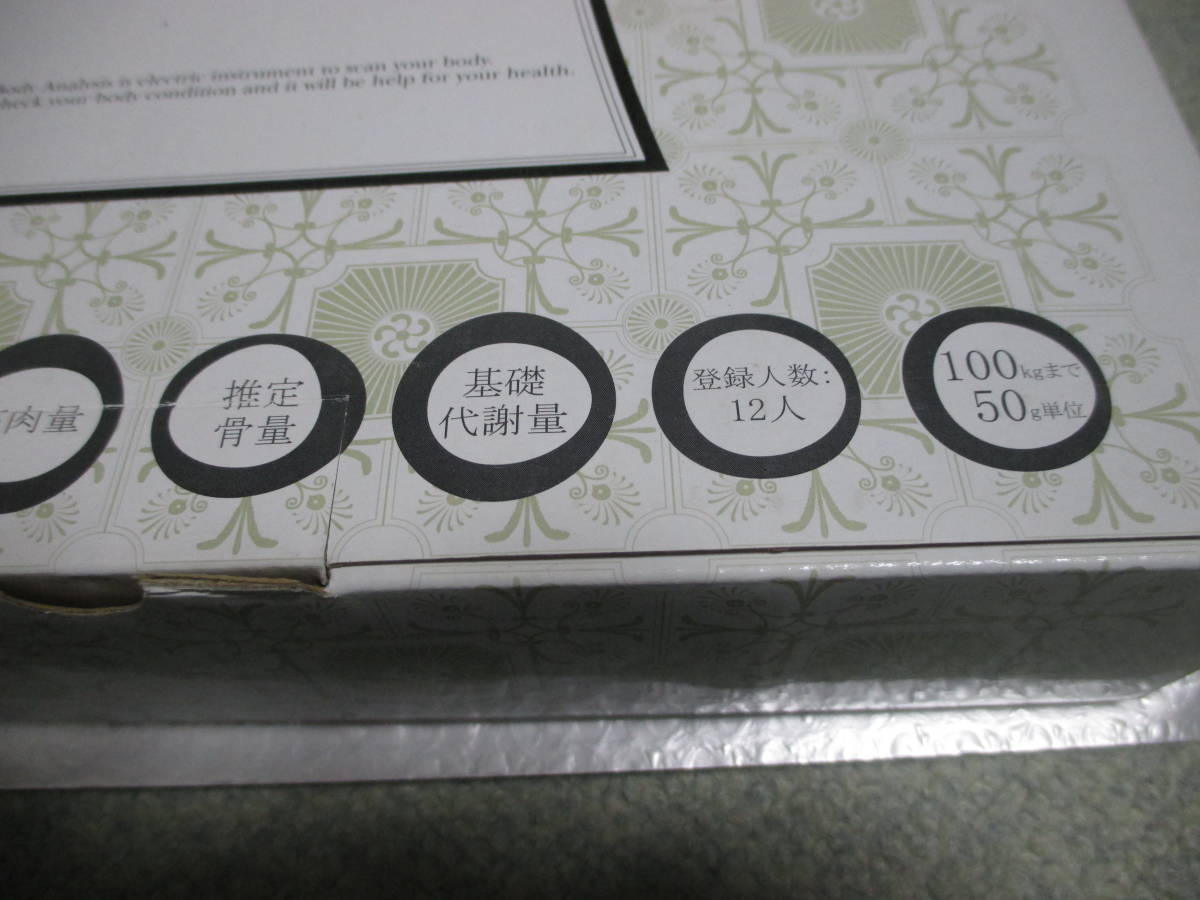 Body Analysis is electric instrument to scan your body.
check your body condition and it will be help for your health.
肉量
推定
骨量
基礎
代謝量
登録人数:
12人
100kgまで
50g単位